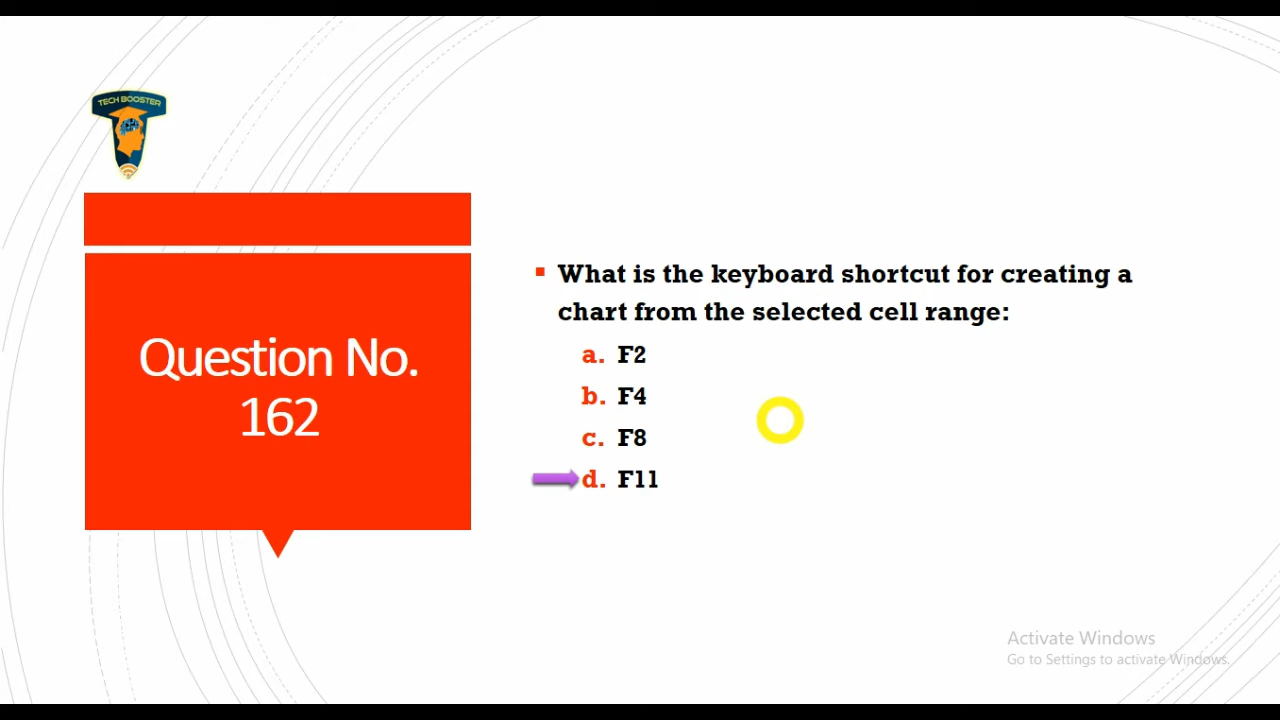 TECH BOOSTER
Question No.
162
▪ What is the keyboard shortcut for creating a
chart from the selected cell range:
a. F2
b. F4
c. F8
d. F11
Activate Windows
Go to Settings to activate Windows.